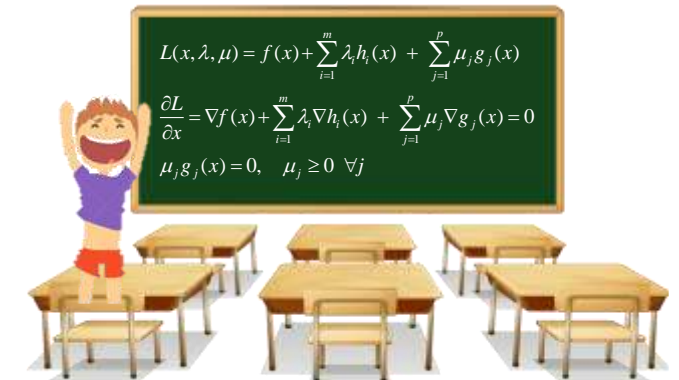 L(x, λ, μ) = f(x) + ∑_{i=1}^{m} λ_i h_i(x) + ∑_{j=1}^{p} μ_j g_j(x)
∂L/∂x = ∇f(x) + ∑_{i=1}^{m} λ_i ∇h_i(x) + ∑_{j=1}^{p} μ_j ∇g_j(x) = 0
μ_j g_j(x) = 0, μ_j ≥ 0 ∀j